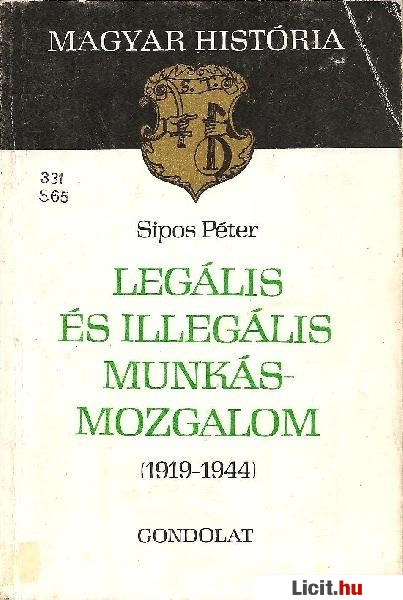 MAGYAR HISTÓRIA
S. T.
D
331
S65
Sipos Péter
LEGÁLIS
ÉS ILLEGÁLIS
MUNKÁS-
MOZGALOM
(1919-1944)
GONDOLAT
Licit.hu